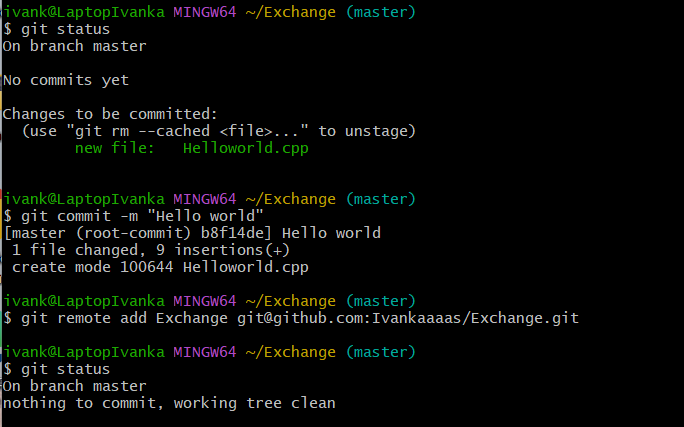 ivank@LaptopIvanka MINGW64 ~/Exchange (master)
$ git status
On branch master
No commits yet
Changes to be committed:
  (use "git rm --cached <file>..." to unstage)
        new file:   Helloworld.cpp
ivank@LaptopIvanka MINGW64 ~/Exchange (master)
$ git commit -m "Hello world"
[master (root-commit) b8f14de] Hello world
 1 file changed, 9 insertions(+)
 create mode 100644 Helloworld.cpp
ivank@LaptopIvanka MINGW64 ~/Exchange (master)
$ git remote add Exchange git@github.com:Ivankaaaas/Exchange.git
ivank@LaptopIvanka MINGW64 ~/Exchange (master)
$ git status
On branch master
nothing to commit, working tree clean